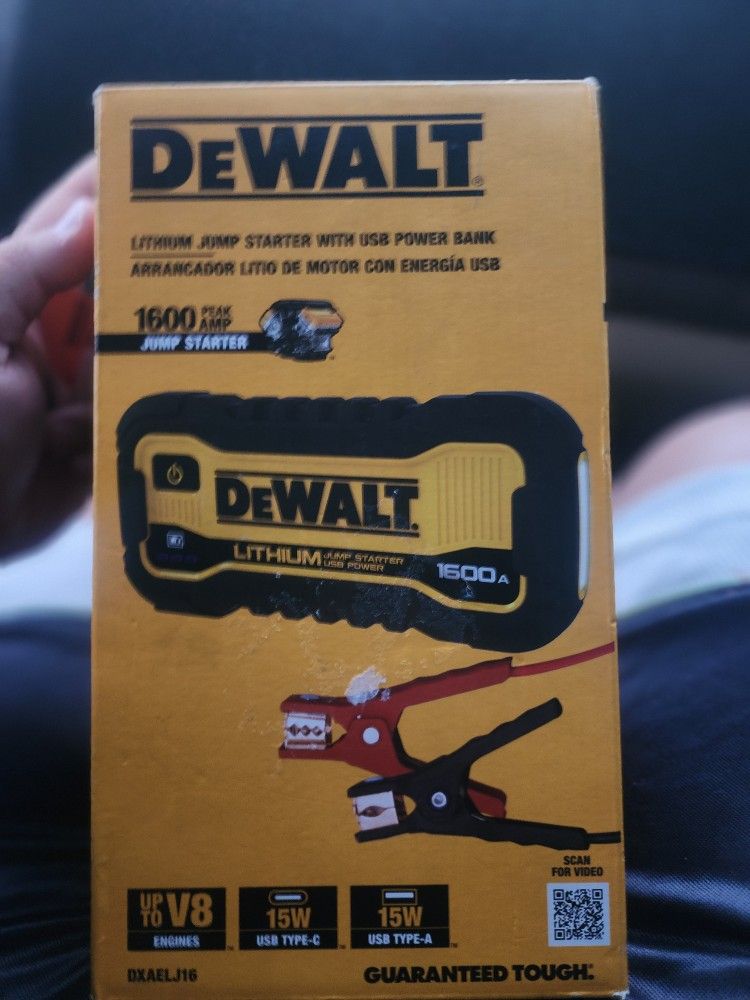 DEWALT®
LITHIUM JUMP STARTER WITH USB POWER BANK
ARRANCADOR LITIO DE MOTOR CON ENERGÍA USB
1600 PEAK AMP
JUMP STARTER
DEWALT
LITHIUM JUMP STARTER USB POWER
1600A
SCAN
FOR VIDEO
UP TO V8
ENGINES
15W
USB TYPE-C
15W
USB TYPE-A
DXAELJ16
GUARANTEED TOUGH.